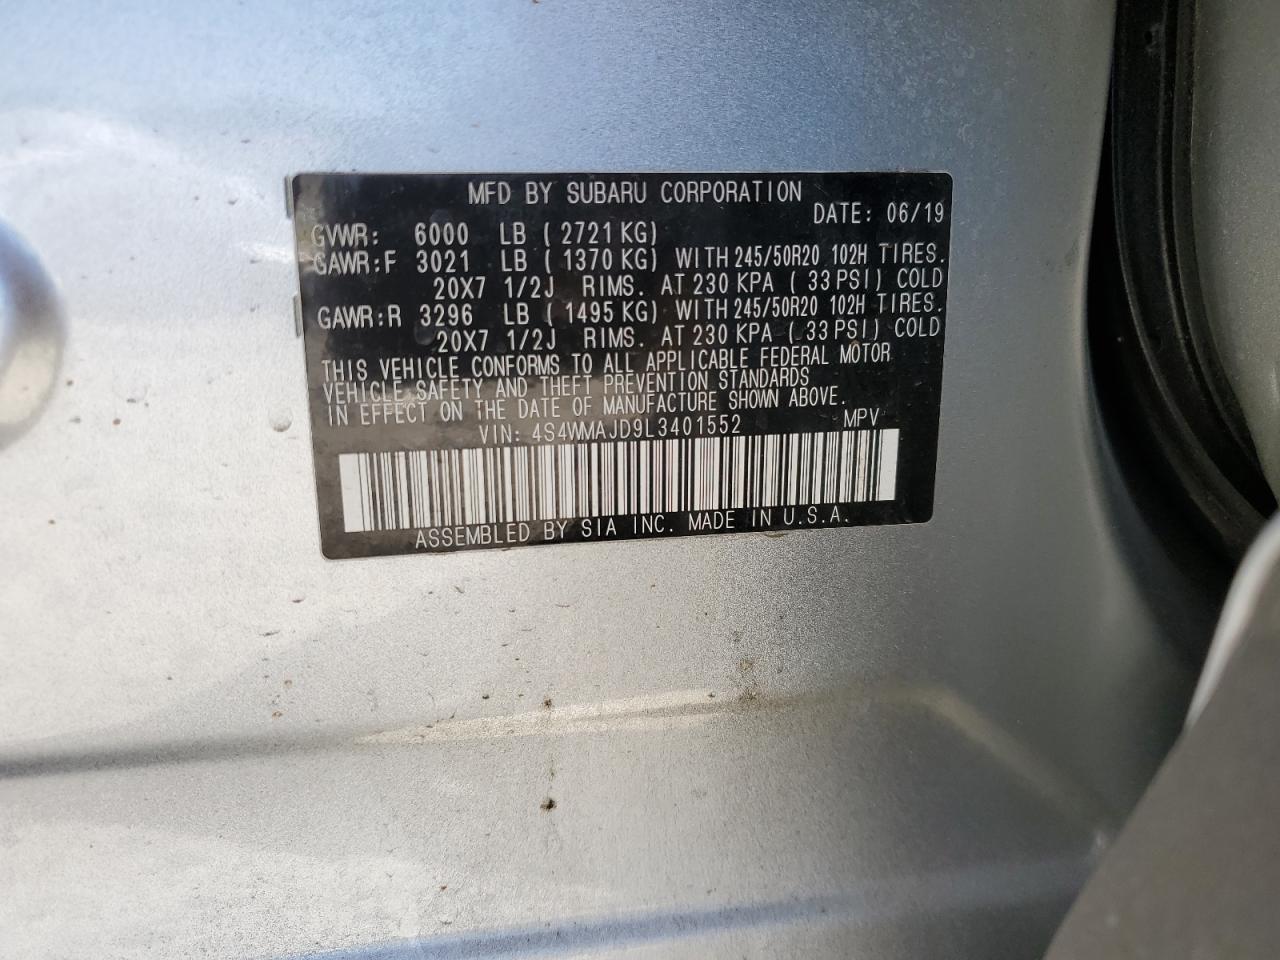 MFD BY SUBARU CORPORATION
DATE: 06/19
GVWR: 6000 LB ( 2721 KG)
GAWR:F 3021 LB ( 1370 KG) WITH 245/50R20 102H TIRES.
20X7 1/2J RIMS. AT 230 KPA ( 33 PSI) COLD
GAWR:R 3296 LB ( 1495 KG) WITH 245/50R20 102H TIRES.
20X7 1/2J RIMS. AT 230 KPA ( 33 PSI) COLD
THIS VEHICLE CONFORMS TO ALL APPLICABLE FEDERAL MOTOR
VEHICLE SAFETY AND THEFT PREVENTION STANDARDS
IN EFFECT ON THE DATE OF MANUFACTURE SHOWN ABOVE.
VIN: 4S4WMAJD9L3401552 MPV
ASSEMBLED BY SIA INC. MADE IN U.S.A.